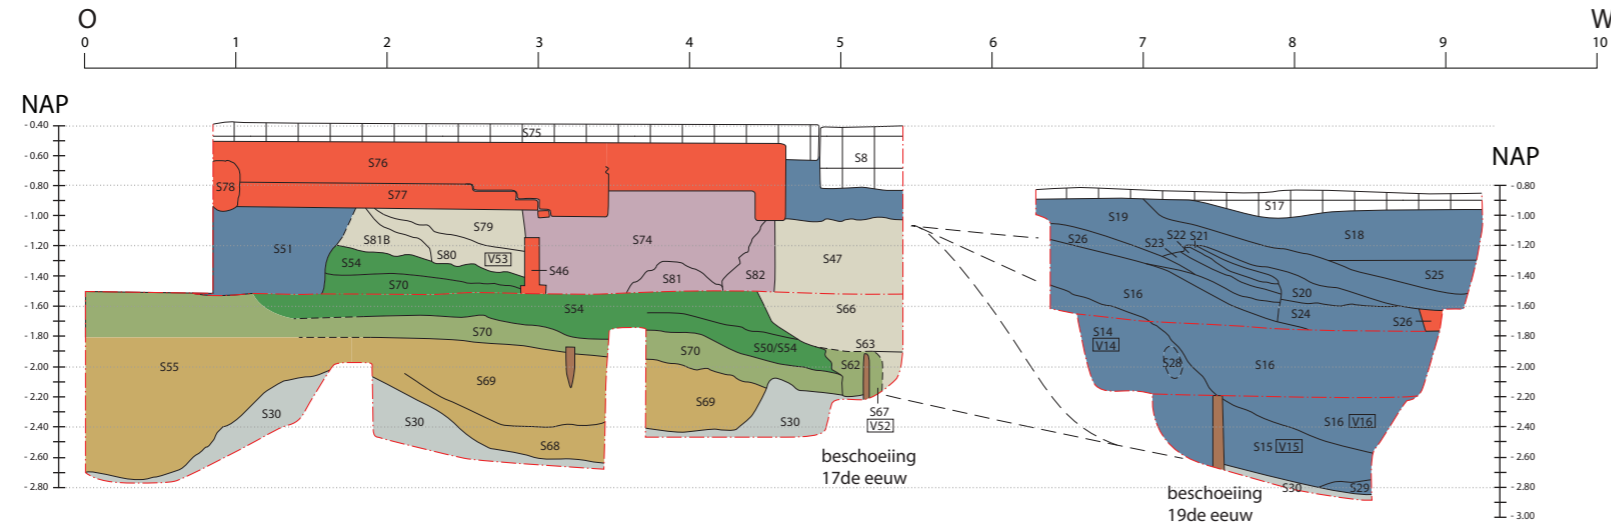 O W
0 1 2 3 4 5 6 7 8 9 10
NAP
- 0.40
- 0.60
- 0.80
- 1.00
- 1.20
- 1.40
- 1.60
- 1.80
- 2.00
- 2.20
- 2.40
- 2.60
- 2.80
S75
S8
S76
S78
S77
S79
S81B
S80
V53
S51
S54
S70
S46
S74
S81
S82
S47
S54
S66
S70
S63
S50/S54
S70
S62
S55
S69
S69
S67
V52
S30
S30
S30
S68
beschoeiing
17de eeuw
S17
S19
S22
S21
S18
S26
S23
S25
S16
S20
S24
S26
S14
V14
S28
S16
S16 V16
S15 V15
S30
S29
beschoeiing
19de eeuw
NAP
- 0.80
- 1.00
- 1.20
- 1.40
- 1.60
- 1.80
- 2.00
- 2.20
- 2.40
- 2.60
- 2.80
- 3.00